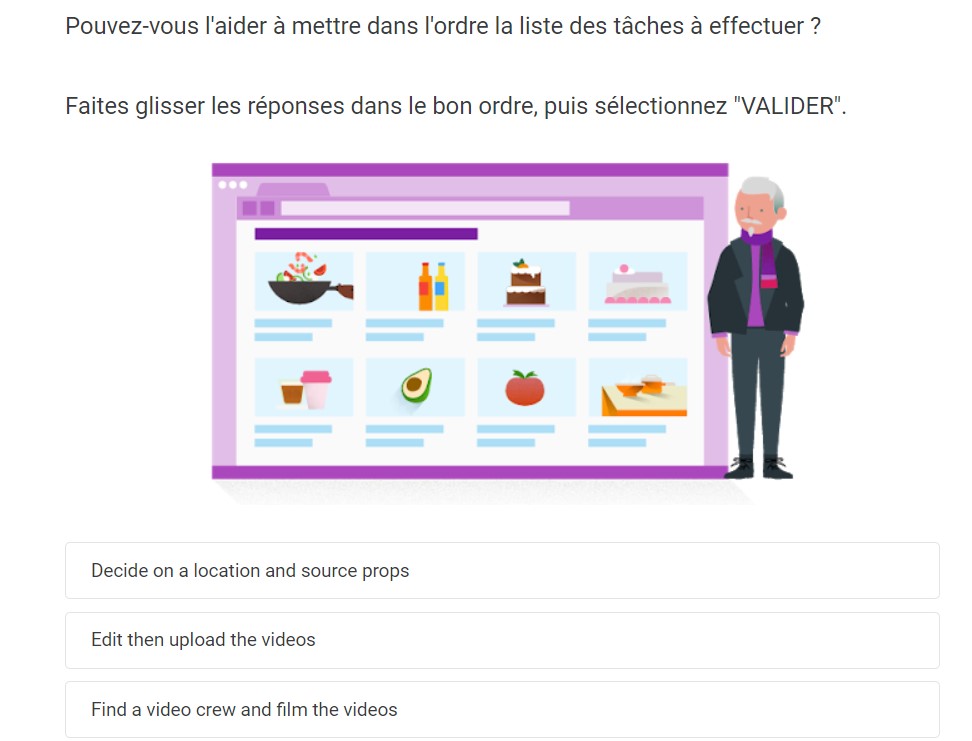 Pouvez-vous l'aider à mettre dans l'ordre la liste des tâches à effectuer ?
Faites glisser les réponses dans le bon ordre, puis sélectionnez "VALIDER".
Decide on a location and source props
Edit then upload the videos
Find a video crew and film the videos